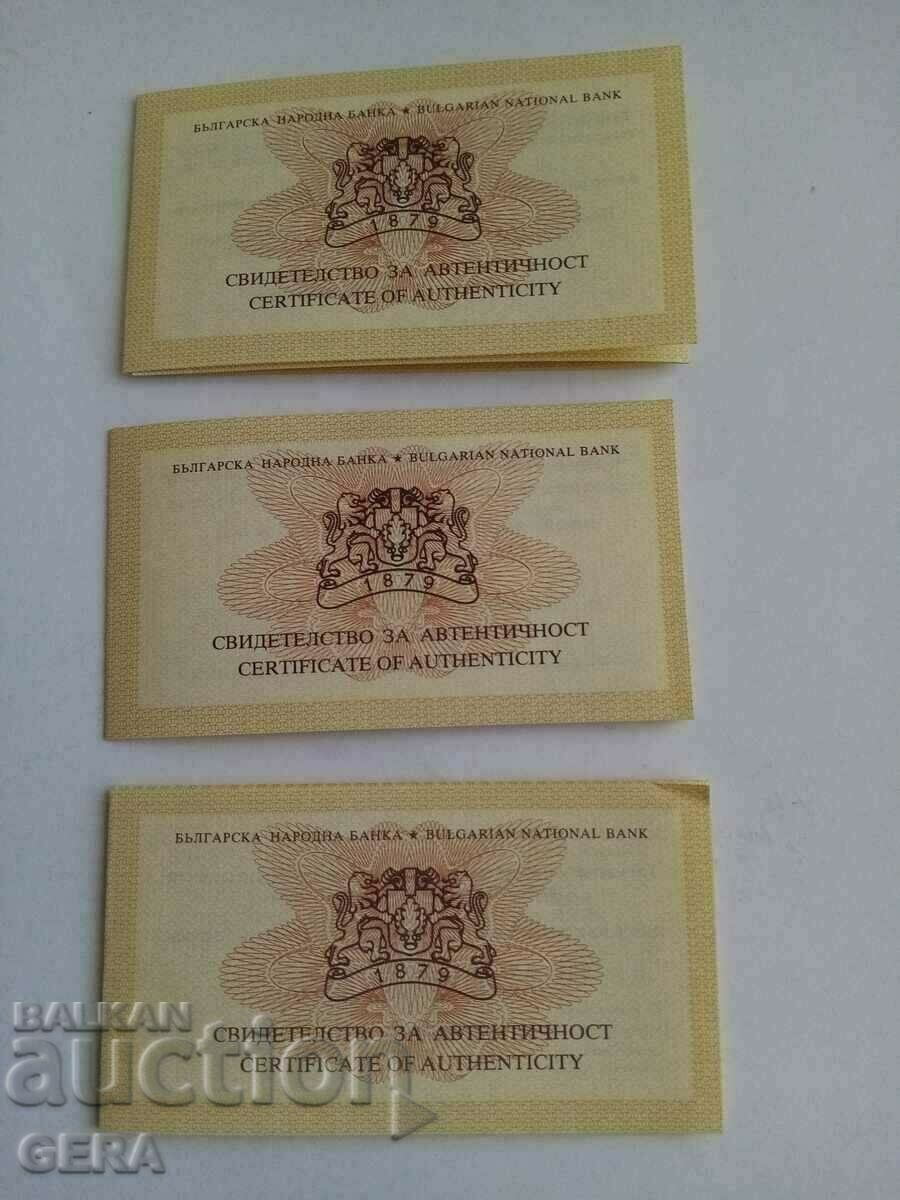 БЪЛГАРСКА НАРОДНА БАНКА ★ BULGARIAN NATIONAL BANK
1879
СВИДЕТЕЛСТВО ЗА АВТЕНТИЧНОСТ
CERTIFICATE OF AUTHENTICITY
БЪЛГАРСКА НАРОДНА БАНКА ★ BULGARIAN NATIONAL BANK
1879
СВИДЕТЕЛСТВО ЗА АВТЕНТИЧНОСТ
CERTIFICATE OF AUTHENTICITY
БЪЛГАРСКА НАРОДНА БАНКА ★ BULGARIAN NATIONAL BANK
1879
СВИДЕТЕЛСТВО ЗА АВТЕНТИЧНОСТ
CERTIFICATE OF AUTHENTICITY
BALKAN
auction
GERA